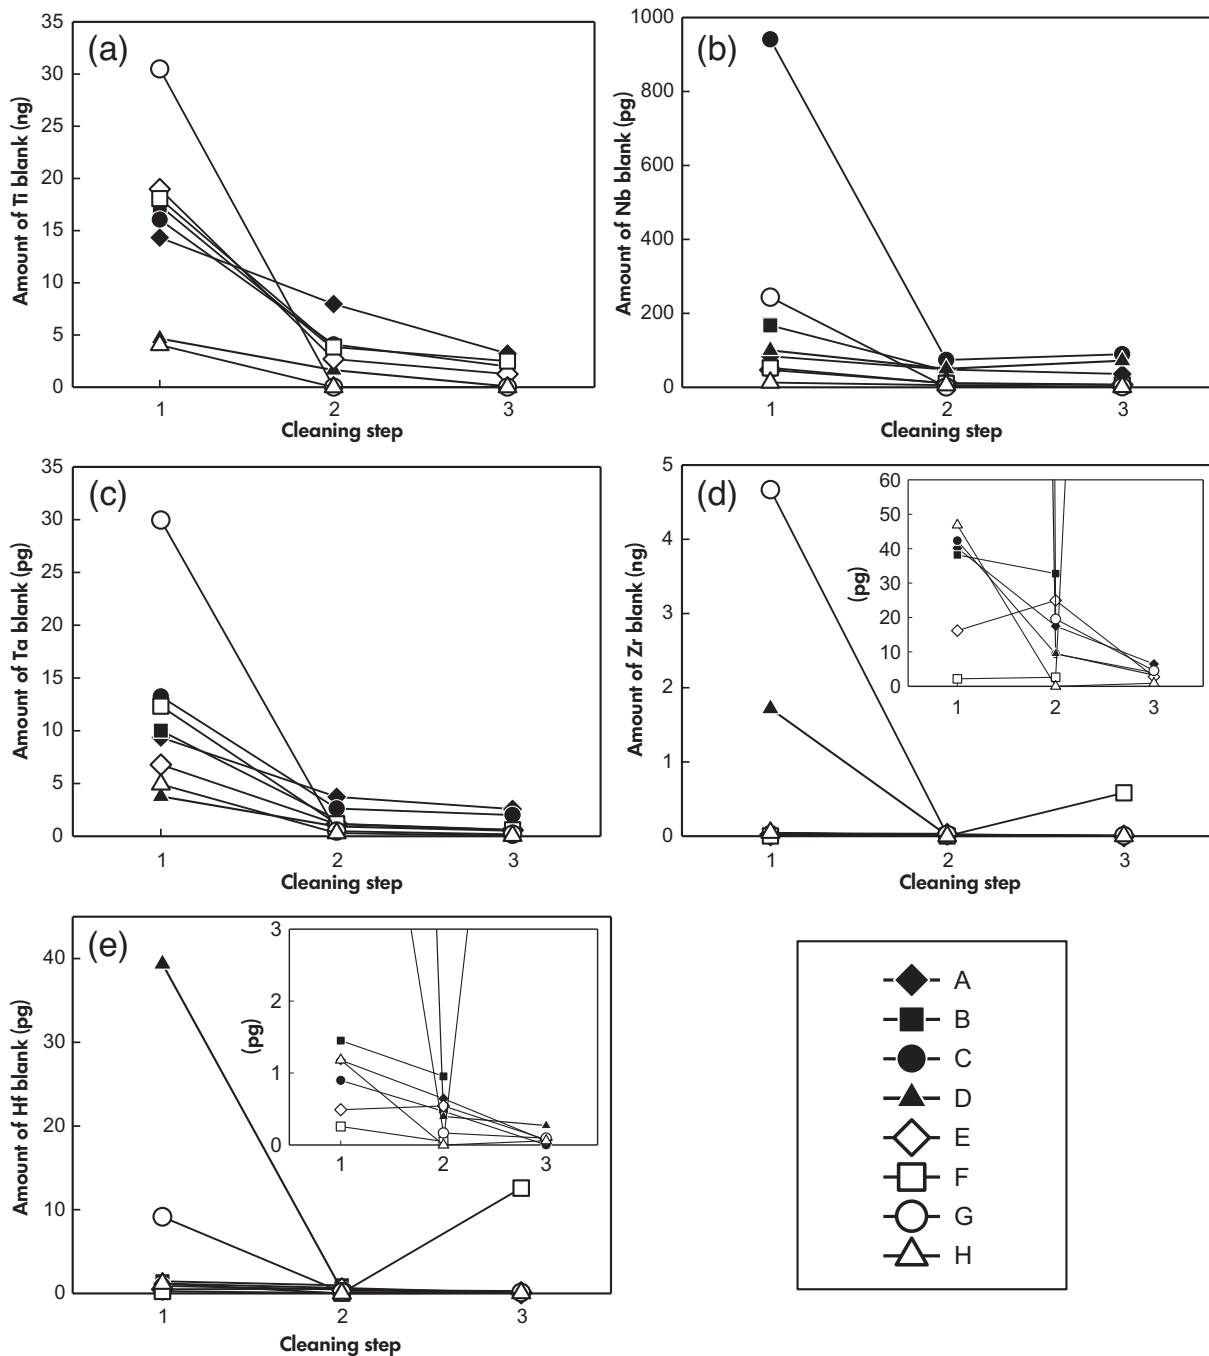 (a)
Amount of Ti blank (ng)
35
30
25
20
15
10
5
0
1 2 3
Cleaning step
(b)
Amount of Nb blank (pg)
1000
800
600
400
200
0
1 2 3
Cleaning step
(c)
Amount of Ta blank (pg)
35
30
25
20
15
10
5
0
1 2 3
Cleaning step
(d)
Amount of Zr blank (ng)
5
4
3
2
1
0
1 2 3
Cleaning step
(pg)
60
50
40
30
20
10
0
1 2 3
(e)
Amount of Hf blank (pg)
40
30
20
10
0
1 2 3
Cleaning step
(pg)
3
2
1
0
1 2 3
A
B
C
D
E
F
G
H